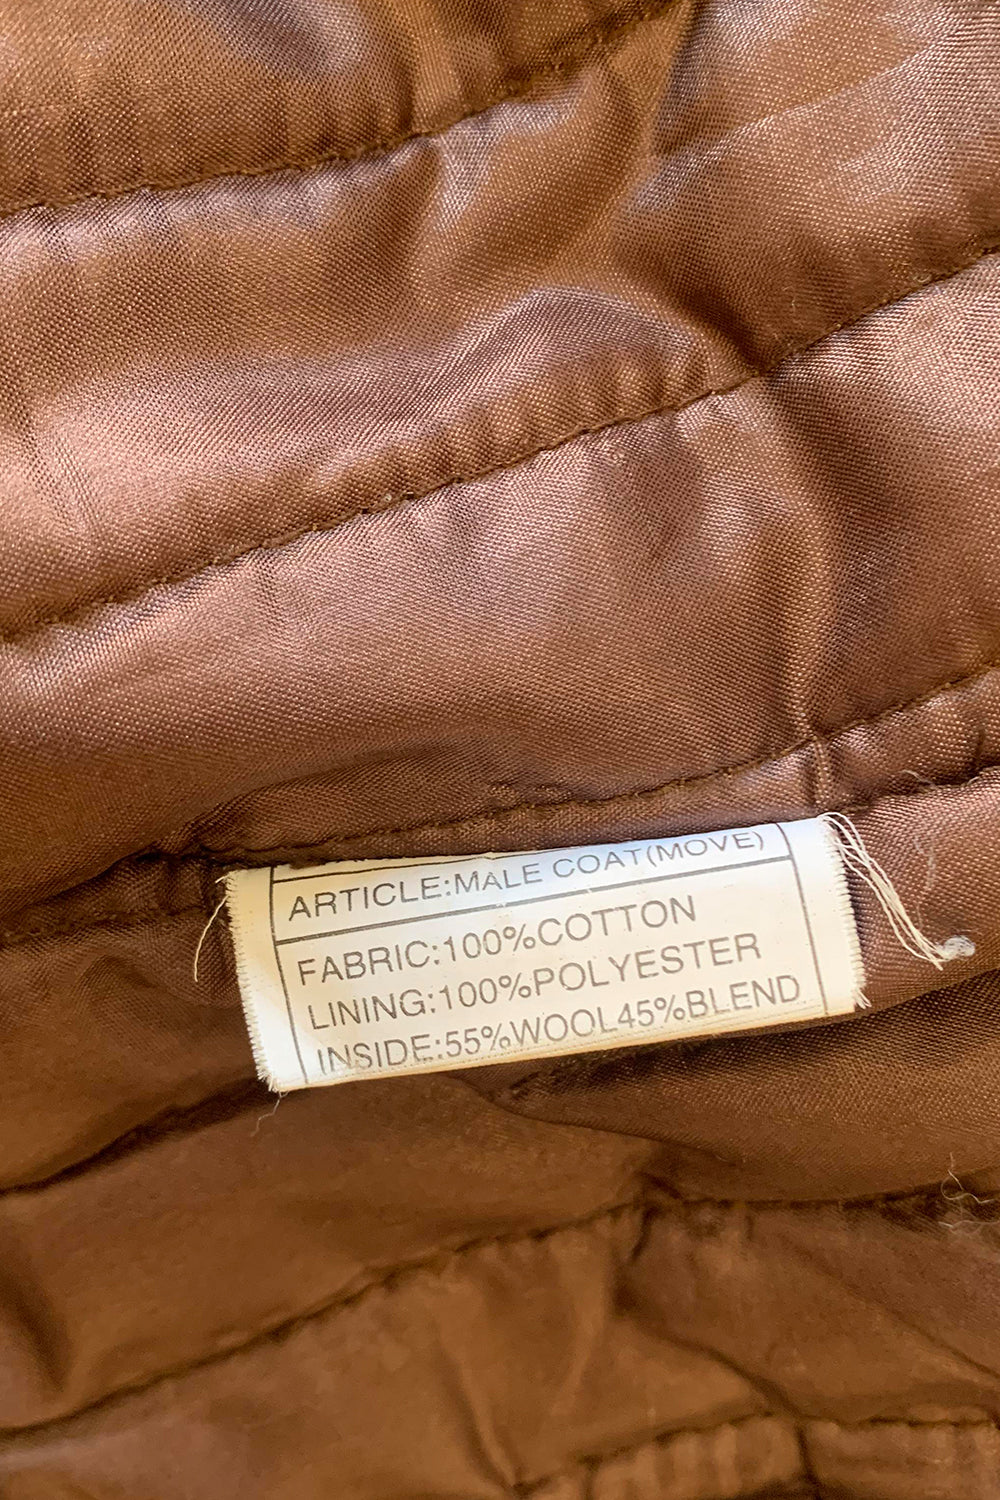 ARTICLE:MALE COAT(MOVE)
FABRIC:100%COTTON
LINING:100%POLYESTER
INSIDE:55%WOOL45%BLEND